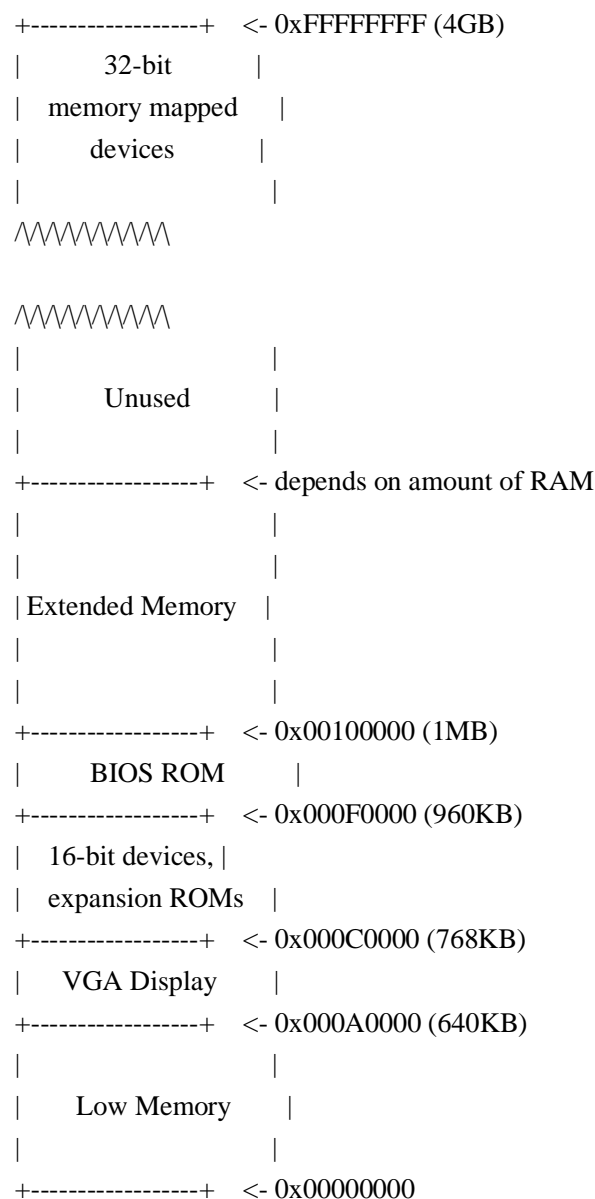 +------------------+ <- 0xFFFFFFFF (4GB)
| 32-bit |
| memory mapped |
| devices |
| |
/\/\/\/\/\/\/\/\/\/\
/\/\/\/\/\/\/\/\/\/\
| |
| Unused |
| |
+------------------+ <- depends on amount of RAM
| |
| |
| Extended Memory |
| |
| |
+------------------+ <- 0x00100000 (1MB)
| BIOS ROM |
+------------------+ <- 0x000F0000 (960KB)
| 16-bit devices, |
| expansion ROMs |
+------------------+ <- 0x000C0000 (768KB)
| VGA Display |
+------------------+ <- 0x000A0000 (640KB)
| |
| Low Memory |
| |
+------------------+ <- 0x00000000